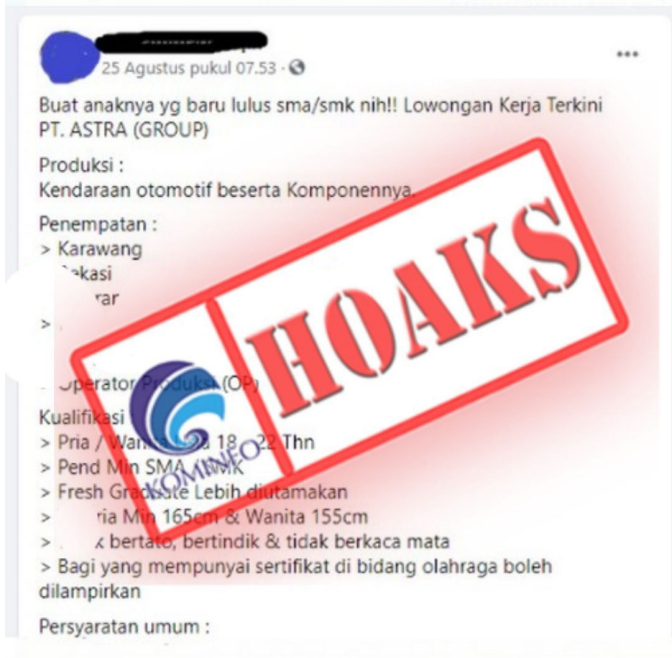 25 Agustus pukul 07.53 ·
Buat anaknya yg baru lulus sma/smk nih!! Lowongan Kerja Terkini
PT. ASTRA (GROUP)
Produksi :
Kendaraan otomotif beserta Komponennya.
Penempatan :
> Karawang
ekasi
>
HOAKS
Operator Produksi (OP)
Kualifikasi
> Pria / Wanita 18 - 22 Thn
> Pend Min SMA
KOMINFO
> Fresh Graduate Lebih diutamakan
> ria Min 165cm & Wanita 155cm
> bertato, bertindik & tidak berkaca mata
> Bagi yang mempunyai sertifikat di bidang olahraga boleh
dilampirkan
Persyaratan umum :